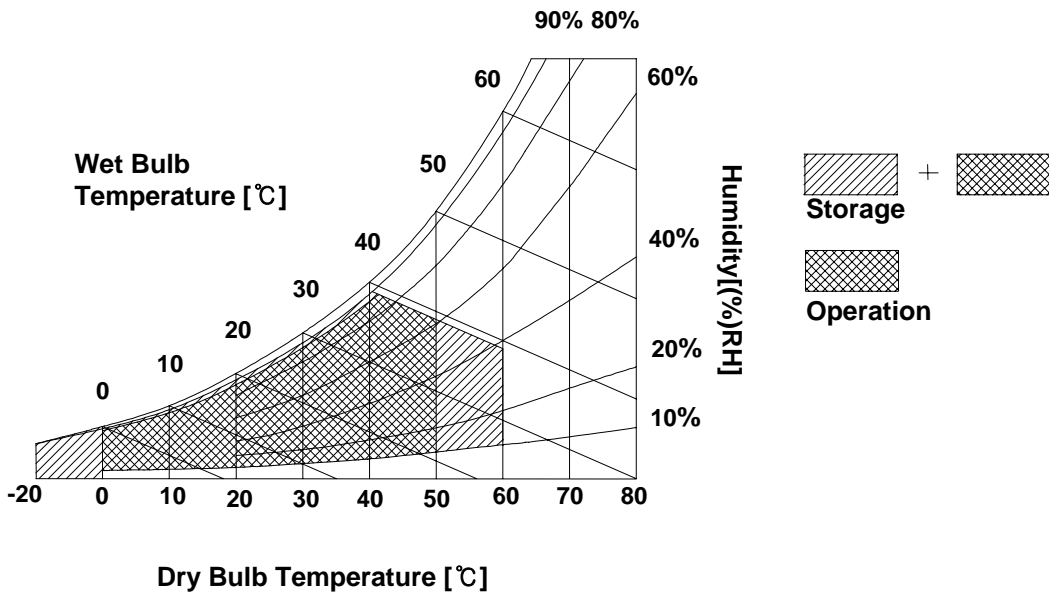 90% 80%
60
60%
50
Wet Bulb
Temperature [℃]
Storage
+
40%
40
30
Humidity[(%)RH]
Operation
20
20%
10
0
10%
-20 0 10 20 30 40 50 60 70 80
Dry Bulb Temperature [℃]